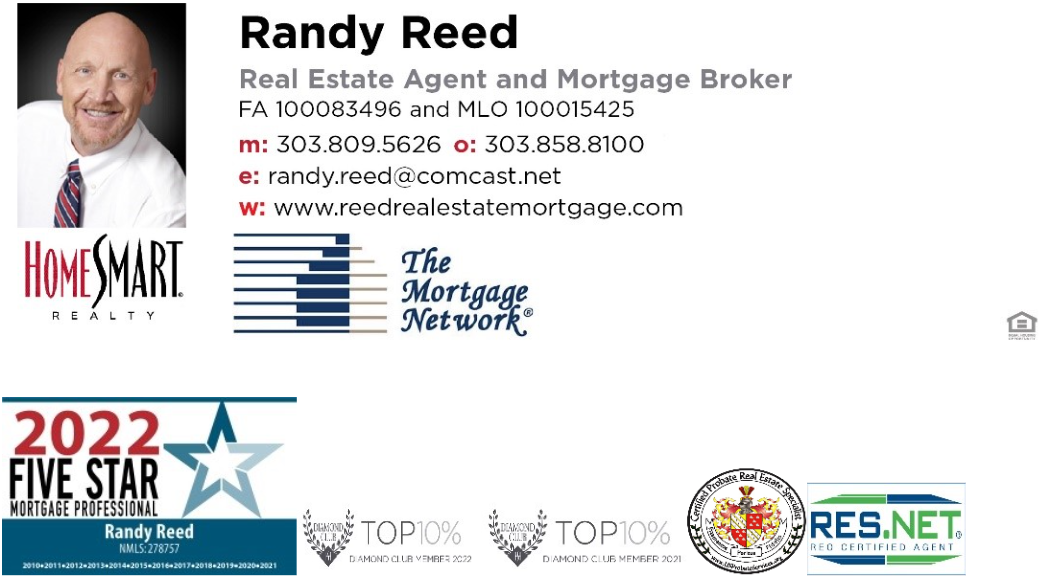 Randy Reed
Real Estate Agent and Mortgage Broker
FA 100083496 and MLO 100015425
m: 303.809.5626 o: 303.858.8100
e: randy.reed@comcast.net
w: www.reedrealestatemortgage.com
HOMESMART®
REALTY
The
Mortgage
Network®
2022
FIVE STAR
MORTGAGE PROFESSIONAL
Randy Reed
NMLS: 278757
2010•2011•2012•2013•2014•2015•2016•2017•2018•2019•2020•2021
DIAMOND
CLUB
TOP10%
DIAMOND CLUB MEMBER 2022
DIAMOND
CLUB
TOP10%
DIAMOND CLUB MEMBER 2021
Certified Probate Real Estate Specialist
RES.NET®
REO CERTIFIED AGENT